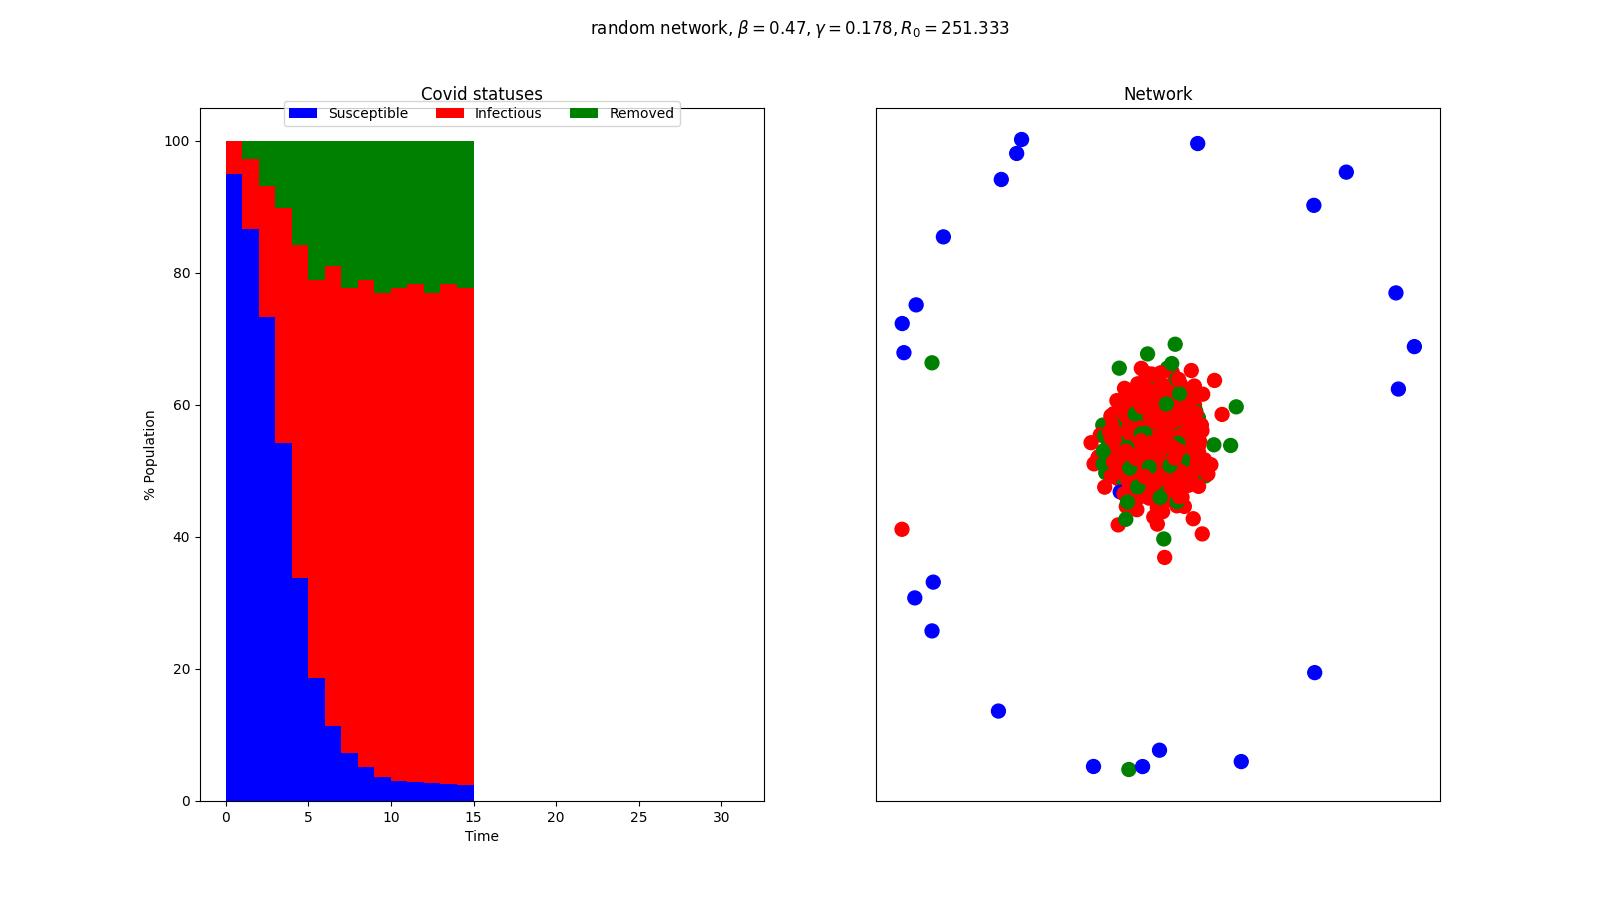 random network, β = 0.47, γ = 0.178, R₀ = 251.333
Covid statuses
Susceptible Infectious Removed
100
80
60
40
20
0
% Population
0 5 10 15 20 25 30
Time
Network